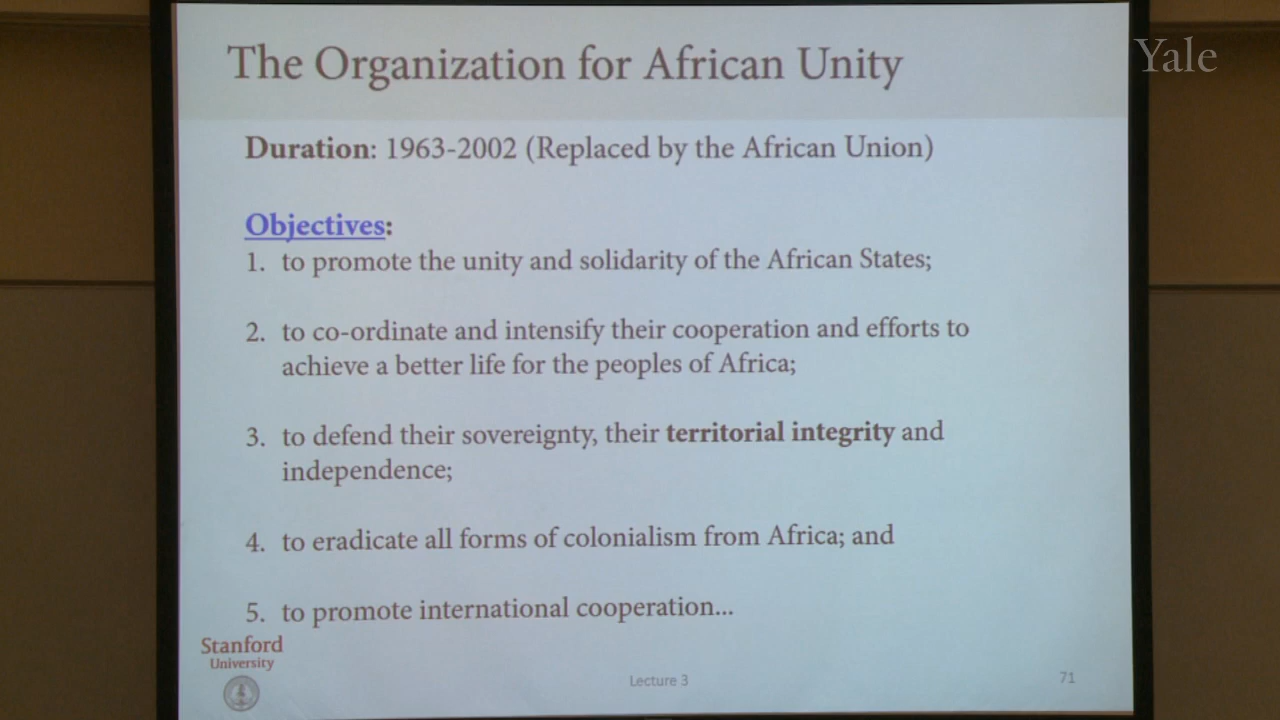 The Organization for African Unity
Yale
Duration: 1963-2002 (Replaced by the African Union)
Objectives:
1. to promote the unity and solidarity of the African States;
2. to co-ordinate and intensify their cooperation and efforts to
achieve a better life for the peoples of Africa;
3. to defend their sovereignty, their territorial integrity and
independence;
4. to eradicate all forms of colonialism from Africa; and
5. to promote international cooperation...
Stanford
University
Lecture 3
71